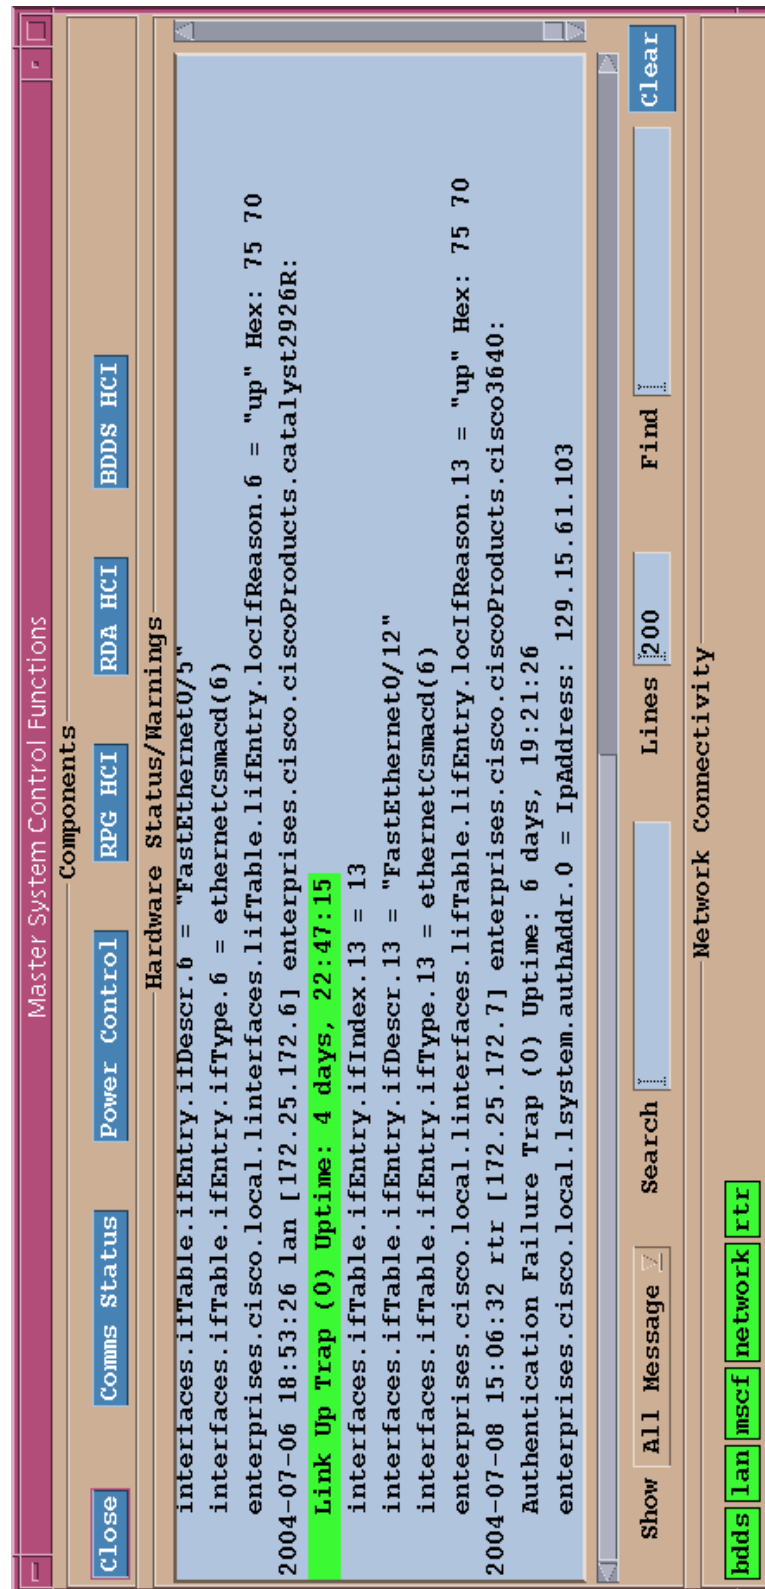 Master System Control Functions
Components
Close Comms Status Power Control RPG HCI RDA HCI BDDS HCI
Hardware Status/Warnings
interfaces.ifTable.ifEntry.ifDescr.6 = "FastEthernet0/5"
interfaces.ifTable.ifEntry.ifType.6 = ethernetCsmacd(6)
enterprises.cisco.local.linterfaces.lifTable.lifEntry.locIfReason.6 = "up" Hex: 75 70
2004-07-06 18:53:26 lan [172.25.172.6] enterprises.cisco.ciscoProducts.catalyst2926R:
Link Up Trap (0) Uptime: 4 days, 22:47:15
interfaces.ifTable.ifEntry.ifIndex.13 = 13
interfaces.ifTable.ifEntry.ifDescr.13 = "FastEthernet0/12"
interfaces.ifTable.ifEntry.ifType.13 = ethernetCsmacd(6)
enterprises.cisco.local.linterfaces.lifTable.lifEntry.locIfReason.13 = "up" Hex: 75 70
2004-07-08 15:06:32 rtr [172.25.172.7] enterprises.cisco.ciscoProducts.cisco3640:
Authentication Failure Trap (0) Uptime: 6 days, 19:21:26
enterprises.cisco.local.lsystem.authAddr.0 = IpAddress: 129.15.61.103
Show All Message Search Lines 200 Find Clear
Network Connectivity
bdds lan mscf network rtr